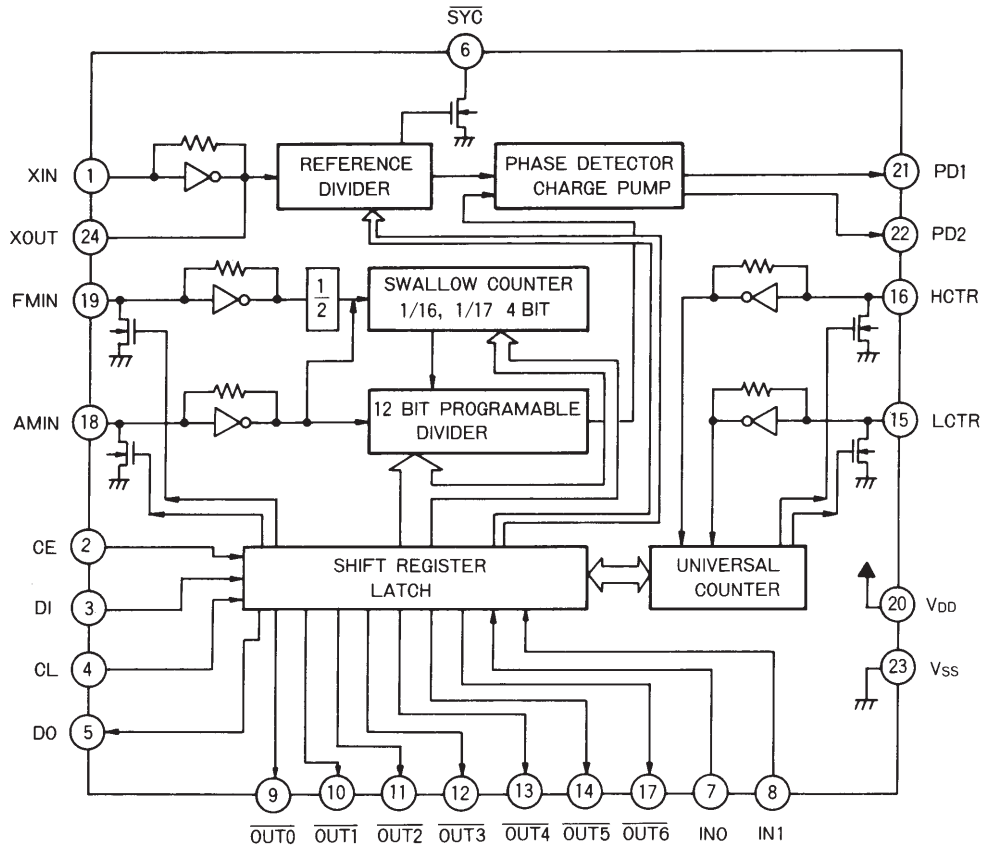 SYC
6
XIN
1
REFERENCE
DIVIDER
PHASE DETECTOR
CHARGE PUMP
21
PD1
XOUT
24
22
PD2
FMIN
19
1
2
SWALLOW COUNTER
1/16, 1/17 4 BIT
16
HCTR
AMIN
18
12 BIT PROGRAMABLE
DIVIDER
15
LCTR
CE
2
SHIFT REGISTER
LATCH
UNIVERSAL
COUNTER
DI
3
20
VDD
CL
4
23
VSS
DO
5
9
10
11
12
13
14
17
7
8
OUT0
OUT1
OUT2
OUT3
OUT4
OUT5
OUT6
IN0
IN1